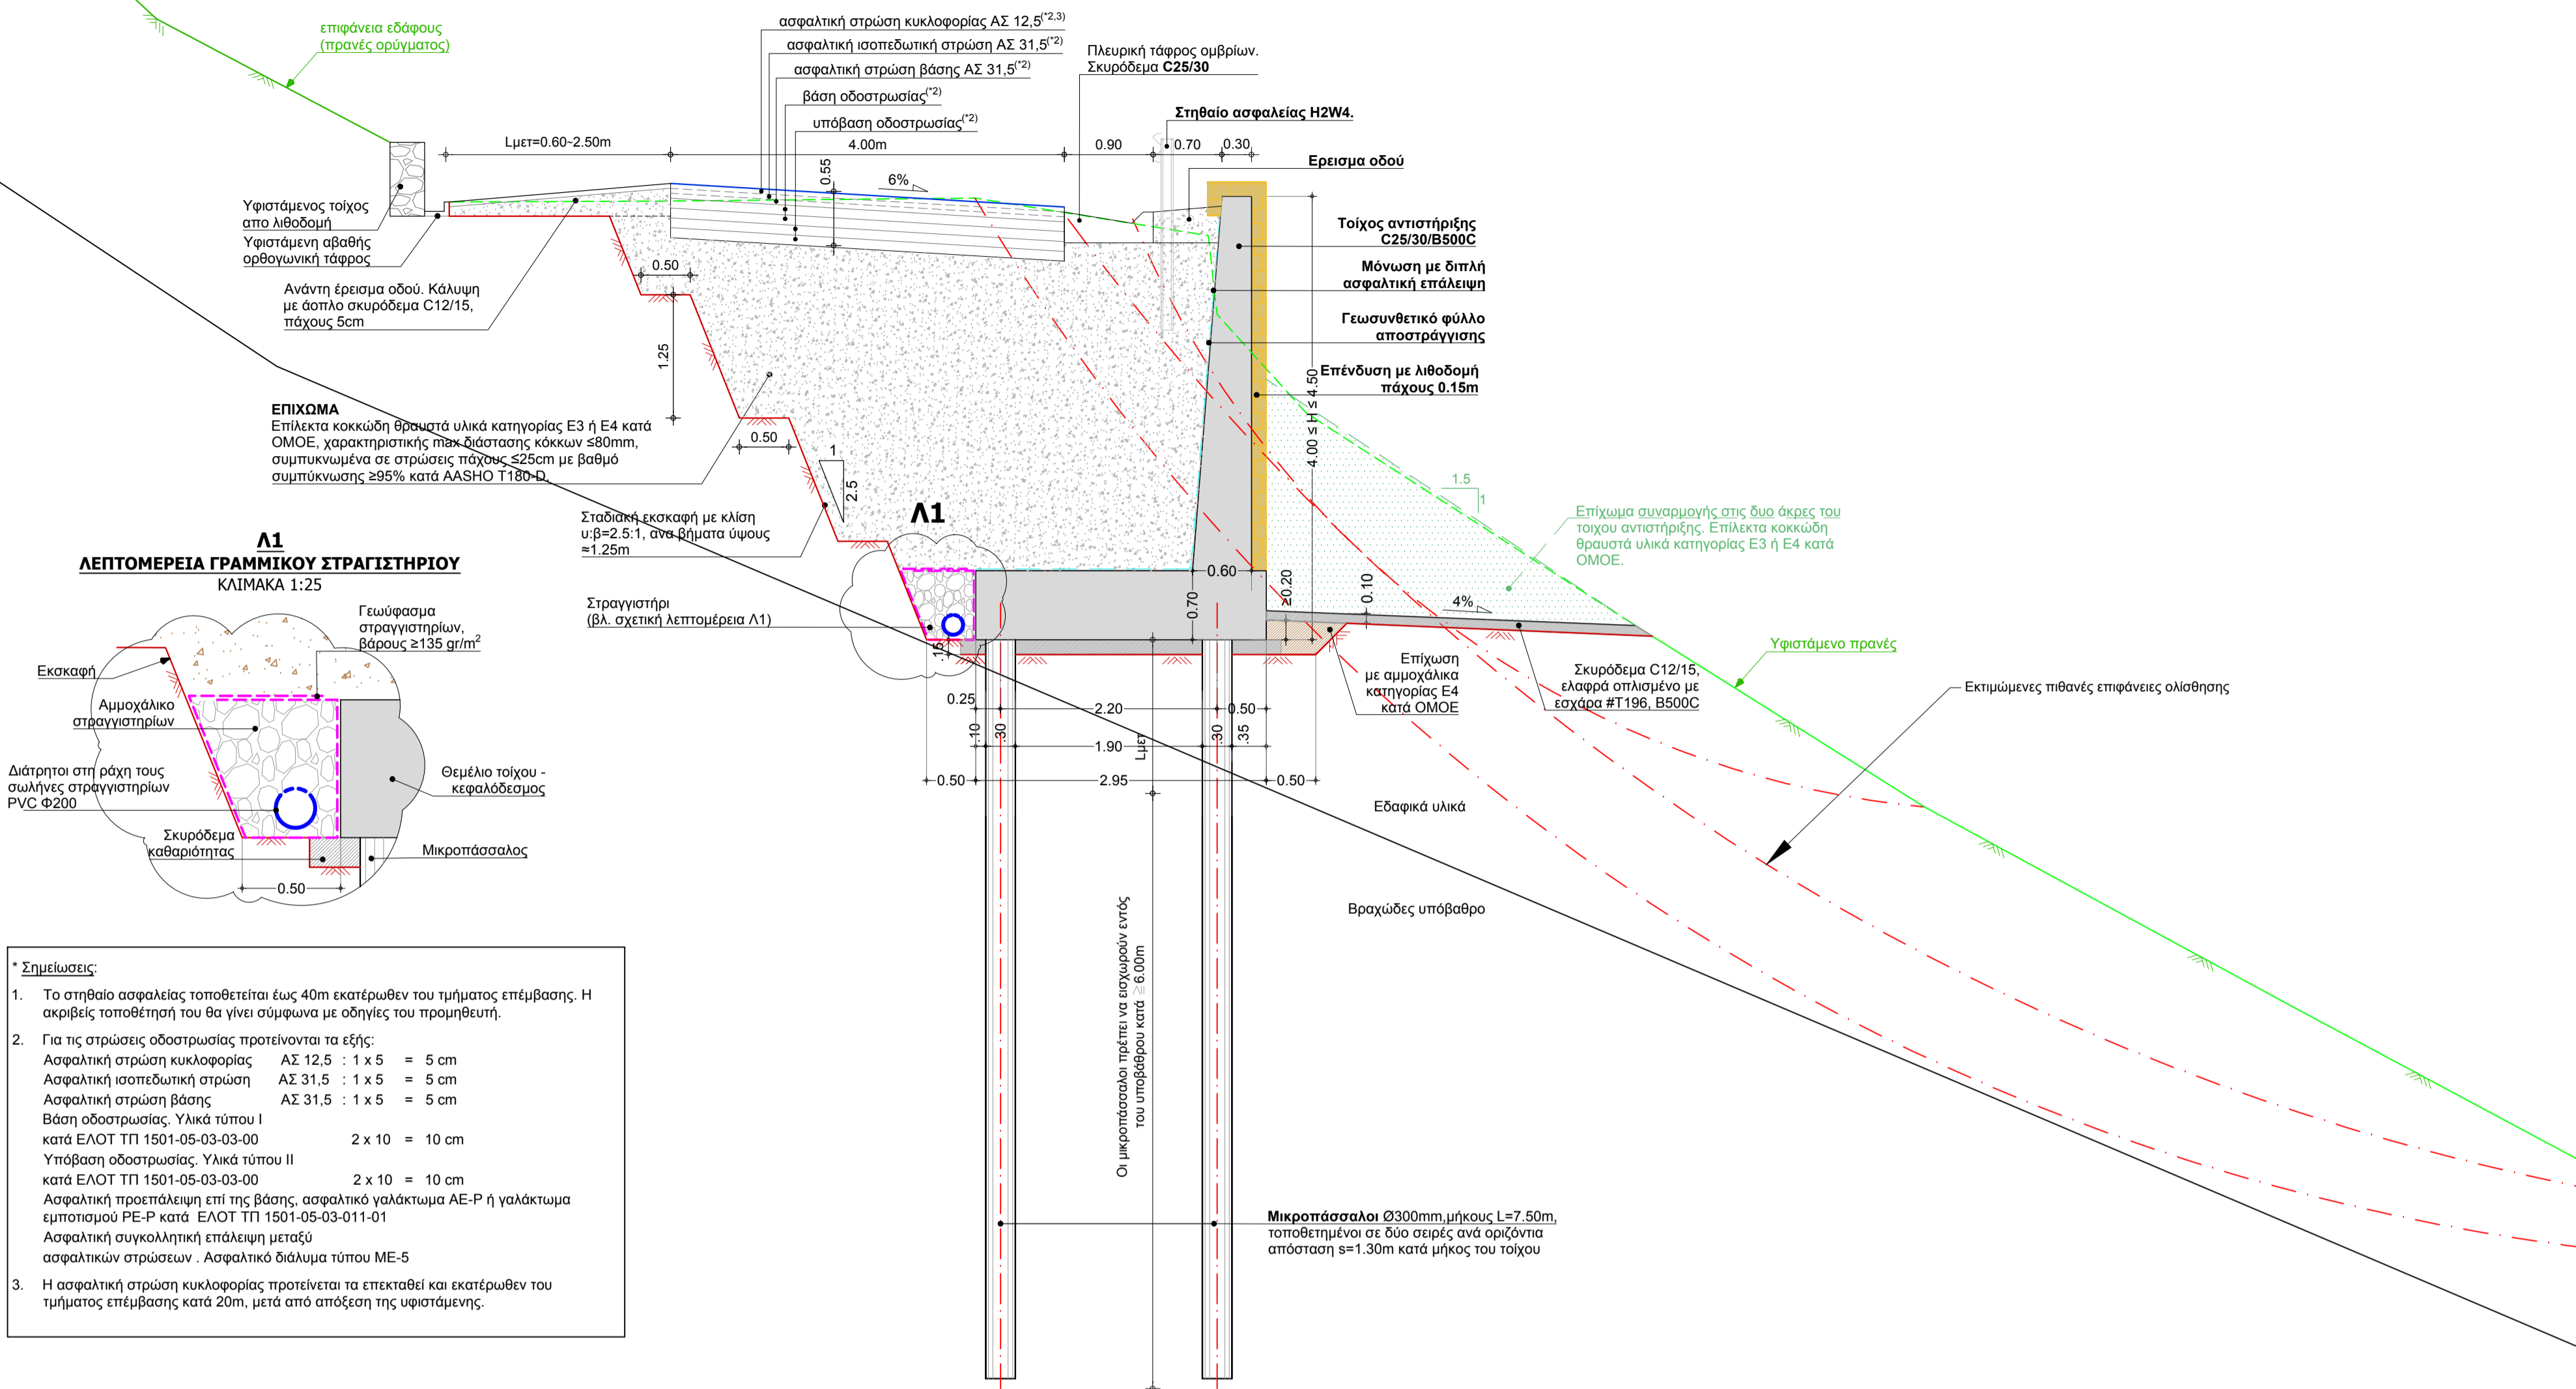 επιφάνεια εδάφους
(πρανές ορύγματος)
ασφαλτική στρώση κυκλοφορίας ΑΣ 12,5(*2,3)
ασφαλτική ισοπεδωτική στρώση ΑΣ 31,5(*2)
ασφαλτική στρώση βάσης ΑΣ 31,5(*2)
βάση οδοστρωσίας(*2)
υπόβαση οδοστρωσίας(*2)
Πλευρική τάφρος ομβρίων.
Σκυρόδεμα C25/30
Στηθαίο ασφαλείας H2W4.
Lμετ=0.60~2.50m
4.00m
0.90
0.70
0.30
Ερεισμα οδού
0.55
6%
Υφιστάμενος τοίχος
απο λιθοδομή
Υφιστάμενη αβαθής
ορθογωνική τάφρος
Ανάντη έρεισμα οδού. Κάλυψη
με άοπλο σκυρόδεμα C12/15,
πάχους 5cm
0.50
1.25
0.50
1
2.5
Τοίχος αντιστήριξης
C25/30/B500C
Μόνωση με διπλή
ασφαλτική επάλειψη
Γεωσυνθετικό φύλλο
αποστράγγισης
Επένδυση με λιθοδομή
πάχους 0.15m
4.00 ≤ H ≤ 4.50
ΕΠΙΧΩΜΑ
Επίλεκτα κοκκώδη θραυστά υλικά κατηγορίας Ε3 ή Ε4 κατά
ΟΜΟΕ, χαρακτηριστικής max διάστασης κόκκων ≤80mm,
συμπυκνωμένα σε στρώσεις πάχους ≤25cm με βαθμό
συμπύκνωσης ≥95% κατά AASHO T180-D.
Σταδιακή εκσκαφή με κλίση
υ:β=2.5:1, ανα βήματα ύψους
≈1.25m
Λ1
1.5
1
Επίχωμα συναρμογής στις δυο άκρες του
τοιχου αντιστήριξης. Επίλεκτα κοκκώδη
θραυστά υλικά κατηγορίας Ε3 ή Ε4 κατά
ΟΜΟΕ.
Στραγγιστήρι
(βλ. σχετική λεπτομέρεια Λ1)
0.60
0.70
≥0.20
0.10
4%
.15
Επίχωση
με αμμοχάλικα
κατηγορίας Ε4
κατά ΟΜΟΕ
Σκυρόδεμα C12/15,
ελαφρά οπλισμένο με
εσχάρα #T196, B500C
Υφιστάμενο πρανές
Εκτιμώμενες πιθανές επιφάνειες ολίσθησης
0.25
2.20
0.50
.10
.30
1.90
.30
.35
Lμετ
0.50
2.95
0.50
Εδαφικά υλικά
Βραχώδες υπόβαθρο
Οι μικροπάσσαλοι πρέπει να εισχωρούν εντός
του υποβάθρου κατά ≥ 6.00m
Μικροπάσσαλοι Ø300mm,μήκους L=7.50m,
τοποθετημένοι σε δύο σειρές ανά οριζόντια
απόσταση s=1.30m κατά μήκος του τοίχου
Λ1
ΛΕΠΤΟΜΕΡΕΙΑ ΓΡΑΜΜΙΚΟΥ ΣΤΡΑΓΙΣΤΗΡΙΟΥ
ΚΛΙΜΑΚΑ 1:25
Γεωύφασμα
στραγγιστηρίων,
βάρους ≥135 gr/m2
Εκσκαφή
Αμμοχάλικο
στραγγιστηρίων
Διάτρητοι στη ράχη τους
σωλήνες στραγγιστηρίων
PVC Φ200
Θεμέλιο τοίχου -
κεφαλόδεσμος
Σκυρόδεμα
καθαριότητας
Μικροπάσσαλος
0.50
* Σημείωσεις:
1. Το στηθαίο ασφαλείας τοποθετείται έως 40m εκατέρωθεν του τμήματος επέμβασης. Η
ακριβείς τοποθέτησή του θα γίνει σύμφωνα με οδηγίες του προμηθευτή.
2. Για τις στρώσεις οδοστρωσίας προτείνονται τα εξής:
Ασφαλτική στρώση κυκλοφορίας ΑΣ 12,5 : 1 x 5 = 5 cm
Ασφαλτική ισοπεδωτική στρώση ΑΣ 31,5 : 1 x 5 = 5 cm
Ασφαλτική στρώση βάσης ΑΣ 31,5 : 1 x 5 = 5 cm
Βάση οδοστρωσίας. Υλικά τύπου Ι
κατά ΕΛΟΤ ΤΠ 1501-05-03-03-00 2 x 10 = 10 cm
Υπόβαση οδοστρωσίας. Υλικά τύπου ΙΙ
κατά ΕΛΟΤ ΤΠ 1501-05-03-03-00 2 x 10 = 10 cm
Ασφαλτική προεπάλειψη επί της βάσης, ασφαλτικό γαλάκτωμα ΑΕ-Ρ ή γαλάκτωμα
εμποτισμού ΡΕ-Ρ κατά ΕΛΟΤ ΤΠ 1501-05-03-011-01
Ασφαλτική συγκολλητική επάλειψη μεταξύ
ασφαλτικών στρώσεων . Ασφαλτικό διάλυμα τύπου ΜΕ-5
3. Η ασφαλτική στρώση κυκλοφορίας προτείνεται τα επεκταθεί και εκατέρωθεν του
τμήματος επέμβασης κατά 20m, μετά από απόξεση της υφιστάμενης.